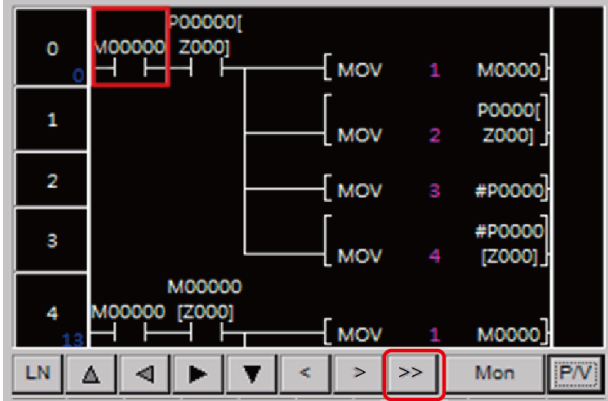 P00000[
0 M00000 Z000]
0 MOV 1 M0000
P0000[
1 MOV 2 Z000]
2 MOV 3 #P0000
#P0000
3 MOV 4 [Z000]
M00000
4 M00000 [Z000]
13 MOV 1 M0000
LN < > >> Mon P/V